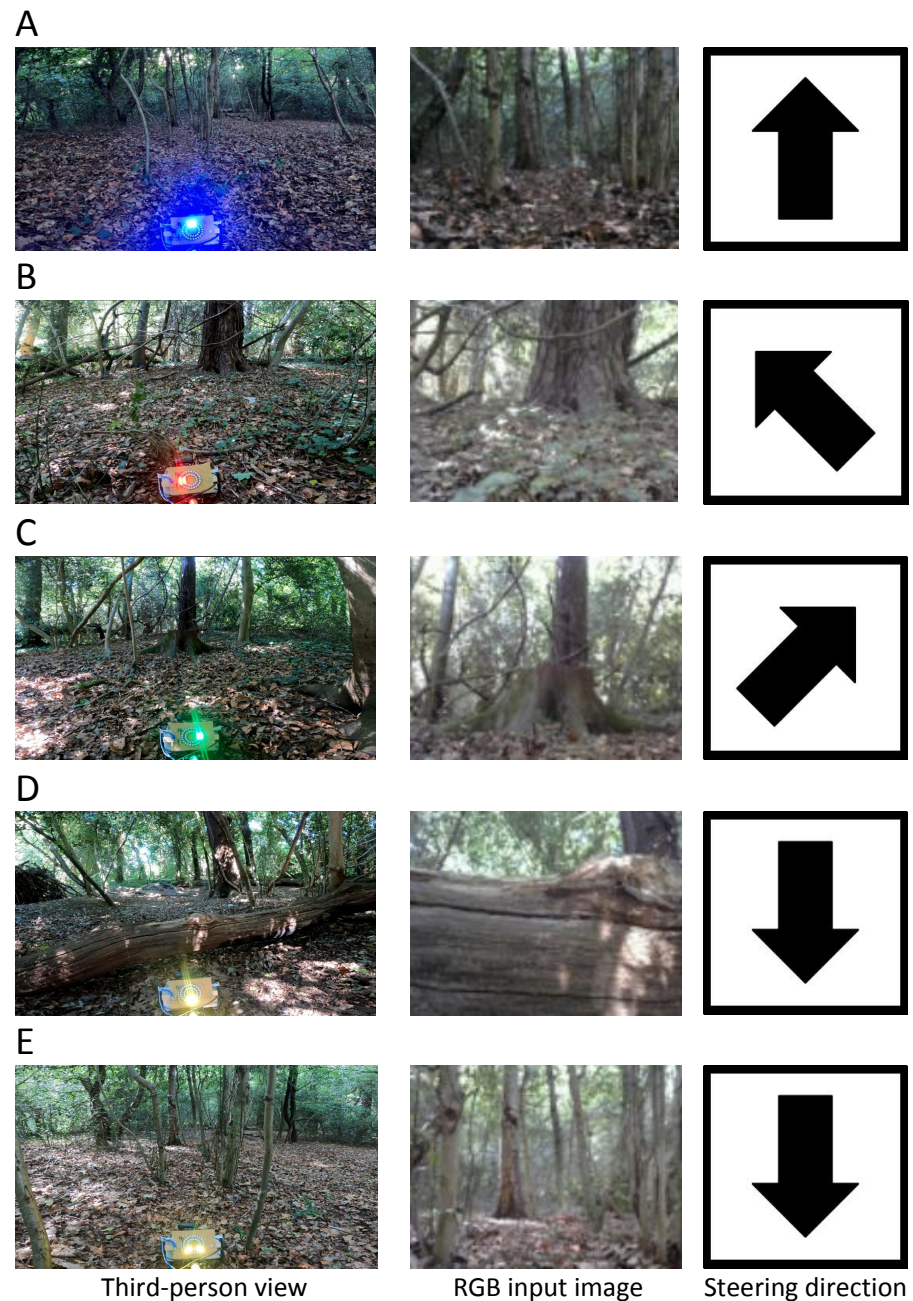 A
B
C
D
E
Third-person view
RGB input image
Steering direction